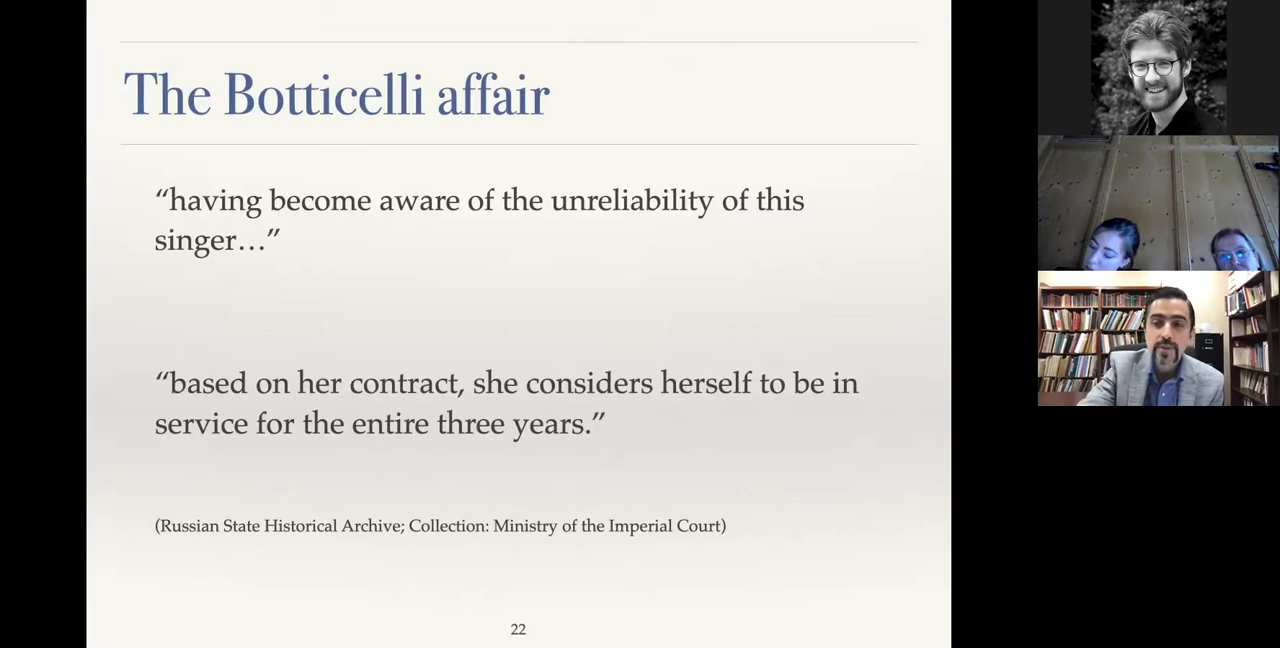 The Botticelli affair
“having become aware of the unreliability of this
singer…”
“based on her contract, she considers herself to be in
service for the entire three years.”
(Russian State Historical Archive; Collection: Ministry of the Imperial Court)
22